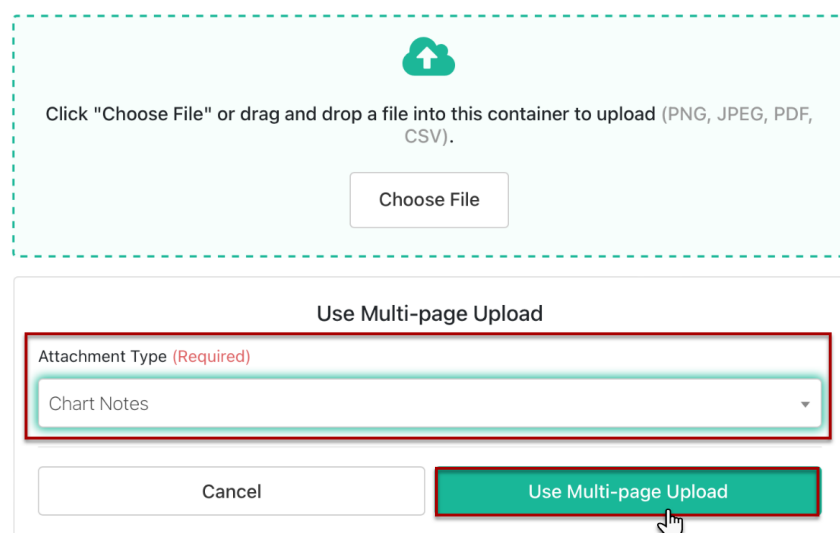 Click "Choose File" or drag and drop a file into this container to upload (PNG, JPEG, PDF,
CSV).
Choose File
Use Multi-page Upload
Attachment Type (Required)
Chart Notes
Cancel
Use Multi-page Upload